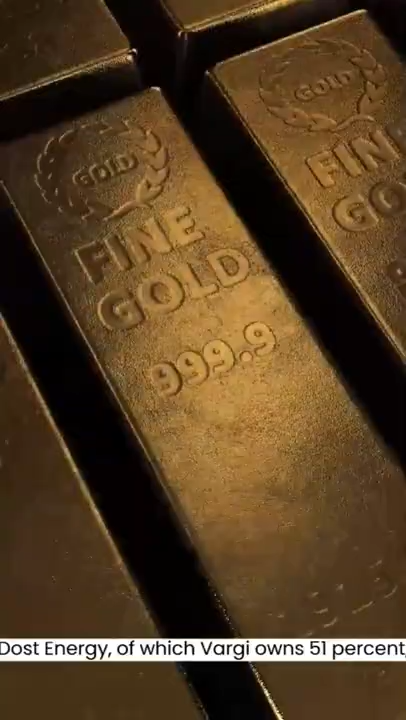 GOLD
FINE
GOLD
999.9
GOLD
FIN
GO
Dost Energy, of which Vargi owns 51 percent,